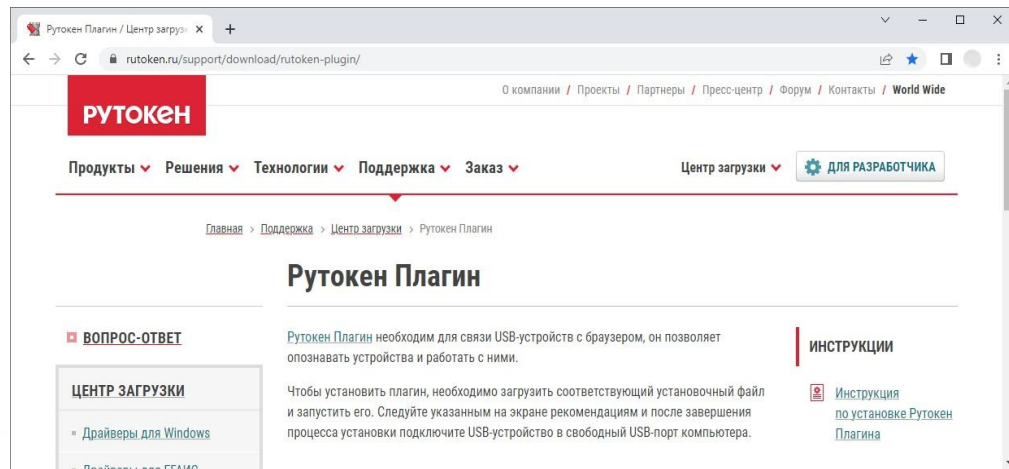 Рутокен Плагин / Центр загруз
rutoken.ru/support/download/rutoken-plugin/
О компании / Проекты / Партнеры / Пресс-центр / Форум / Контакты / World Wide
РУТОКЕН
Продукты Решения Технологии Поддержка Заказ Центр загрузки ДЛЯ РАЗРАБОТЧИКА
Главная > Поддержка > Центр загрузки > Рутокен Плагин
Рутокен Плагин
ВОПРОС-ОТВЕТ
ЦЕНТР ЗАГРУЗКИ
Драйверы для Windows
Драйверы для ЕГАИС
Рутокен Плагин необходим для связи USB-устройств с браузером, он позволяет
опознавать устройства и работать с ними.
Чтобы установить плагин, необходимо загрузить соответствующий установочный файл
и запустить его. Следуйте указанным на экране рекомендациям и после завершения
процесса установки подключите USB-устройство в свободный USB-порт компьютера.
ИНСТРУКЦИИ
Инструкция
по установке Рутокен
Плагина